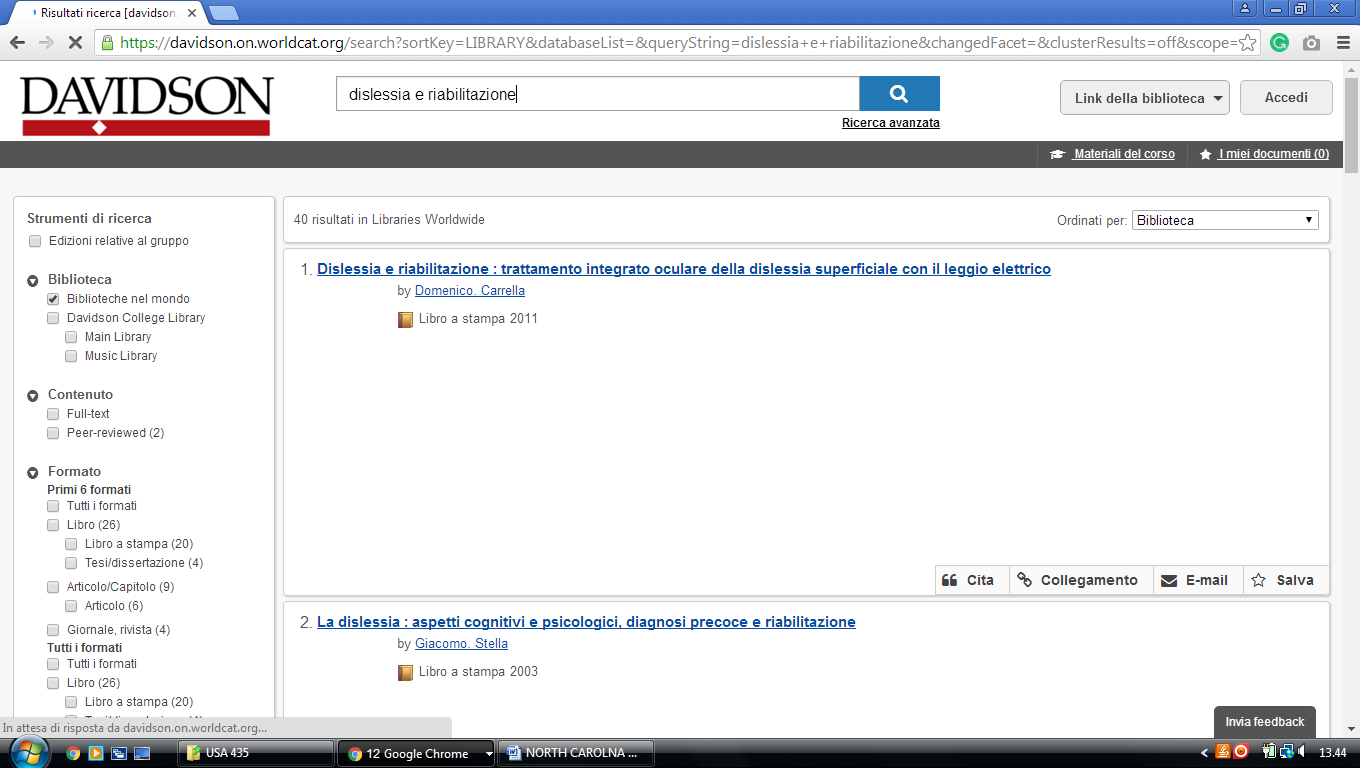 Risultati ricerca [davidson.
https://davidson.on.worldcat.org/search?sortKey=LIBRARY&databaseList=&queryString=dislessia+e+riabilitazione&changedFacet=&clusterResults=off&scope=
DAVIDSON
dislessia e riabilitazione
Ricerca avanzata
Link della biblioteca
Accedi
Materiali del corso
I miei documenti (0)
Strumenti di ricerca
Edizioni relative al gruppo
Biblioteca
Biblioteche nel mondo
Davidson College Library
Main Library
Music Library
Contenuto
Full-text
Peer-reviewed (2)
Formato
Primi 6 formati
Tutti i formati
Libro (26)
Libro a stampa (20)
Tesi/dissertazione (4)
Articolo/Capitolo (9)
Articolo (6)
Giornale, rivista (4)
Tutti i formati
Tutti i formati
Libro (26)
Libro a stampa (20)
40 risultati in Libraries Worldwide
Ordinati per: Biblioteca
1. Dislessia e riabilitazione : trattamento integrato oculare della dislessia superficiale con il leggio elettrico
by Domenico. Carrella
Libro a stampa 2011
Cita
Collegamento
E-mail
Salva
2. La dislessia : aspetti cognitivi e psicologici, diagnosi precoce e riabilitazione
by Giacomo. Stella
Libro a stampa 2003
Invia feedback
In attesa di risposta da davidson.on.worldcat.org...
USA 435
12 Google Chrome
NORTH CAROLNA ...
13.44